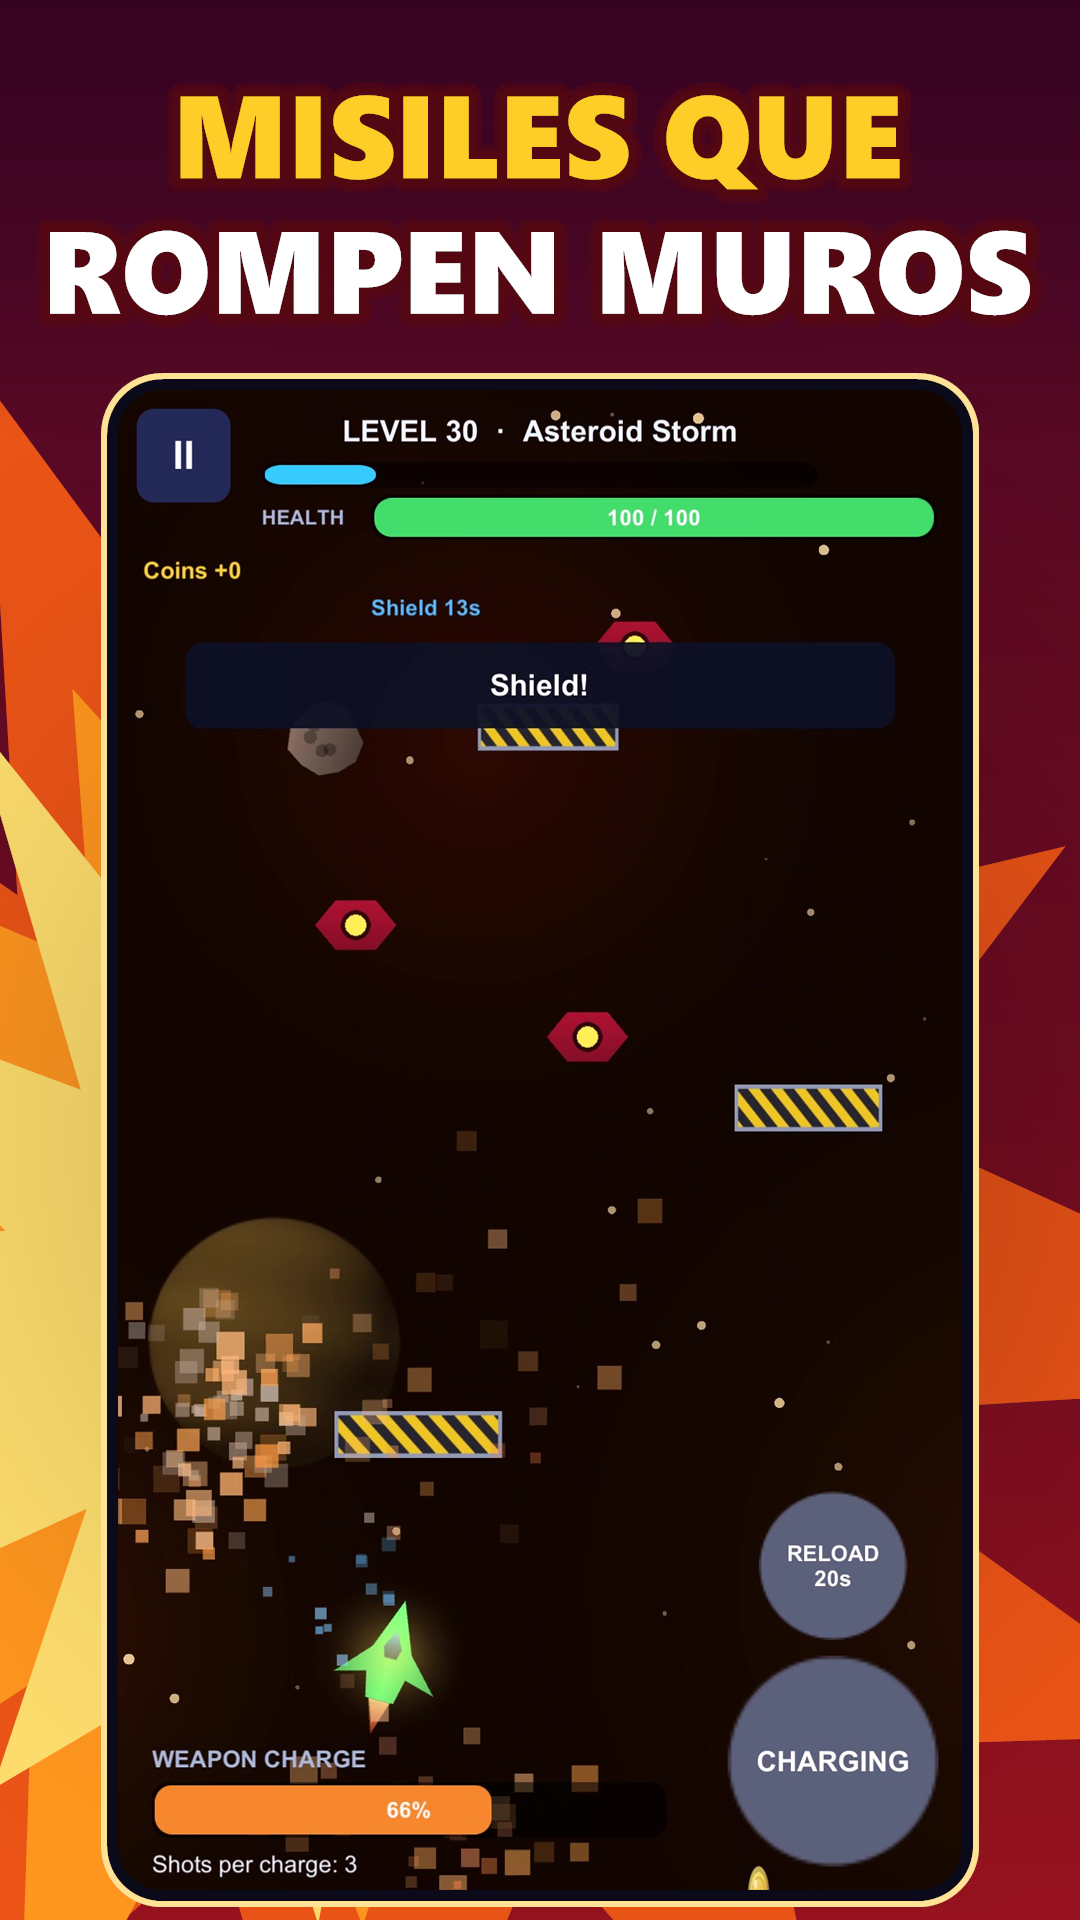 MISILES QUE
ROMPEN MUROS
II
LEVEL 30 · Asteroid Storm
HEALTH
100 / 100
Coins +0
Shield 13s
Shield!
RELOAD
20s
CHARGING
WEAPON CHARGE
66%
Shots per charge: 3